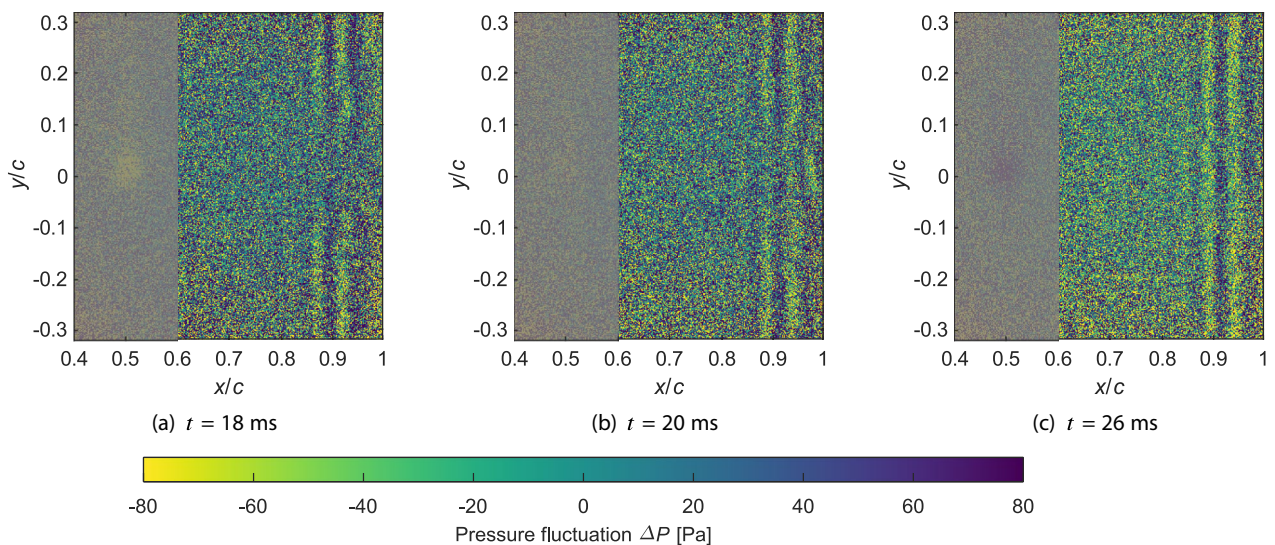 0.3
0.2
0.1
0
-0.1
-0.2
-0.3
y/c
0.4 0.5 0.6 0.7 0.8 0.9 1
x/c
(a) t = 18 ms
0.3
0.2
0.1
0
-0.1
-0.2
-0.3
y/c
0.4 0.5 0.6 0.7 0.8 0.9 1
x/c
(b) t = 20 ms
0.3
0.2
0.1
0
-0.1
-0.2
-0.3
y/c
0.4 0.5 0.6 0.7 0.8 0.9 1
x/c
(c) t = 26 ms
-80 -60 -40 -20 0 20 40 60 80
Pressure fluctuation ΔP [Pa]